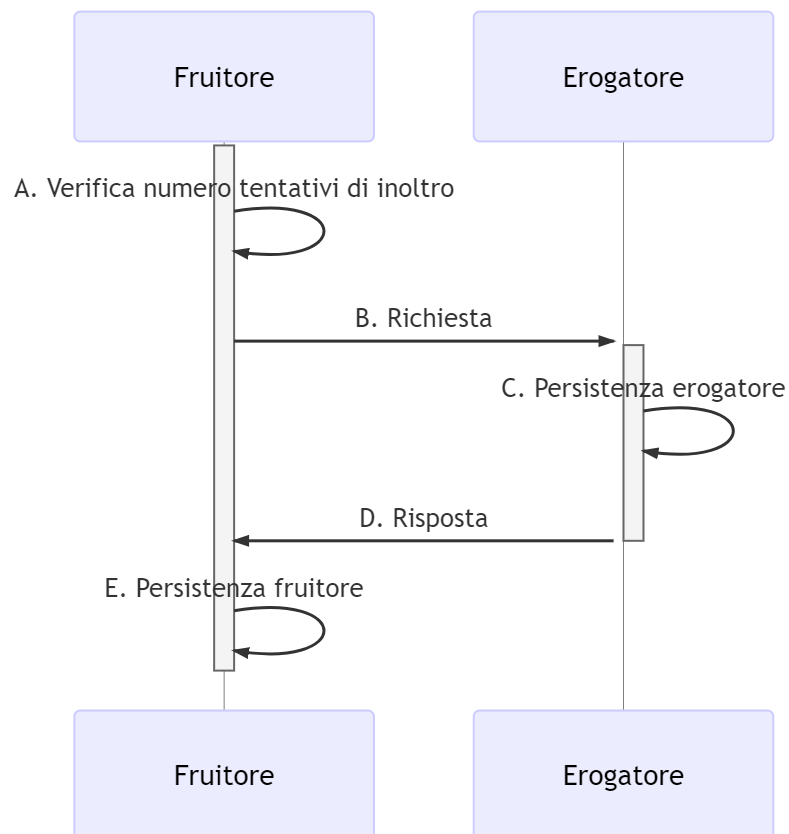 Fruitore
Erogatore
A. Verifica numero tentativi di inoltro
B. Richiesta
C. Persistenza erogatore
D. Risposta
E. Persistenza fruitore
Fruitore
Erogatore